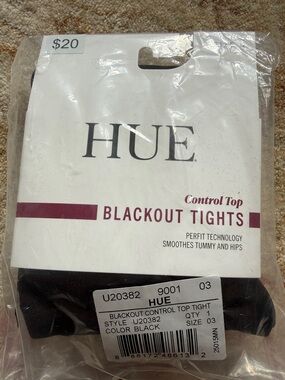 $20
HUE
Control Top
BLACKOUT TIGHTS
PERFIT TECHNOLOGY
SMOOTHES TUMMY AND HIPS
U20382 9001 03
HUE
BLACKOUT CONTROL TOP TIGHT
STYLE U20382 QTY 1
COLOR BLACK SIZE 03
2501SMN